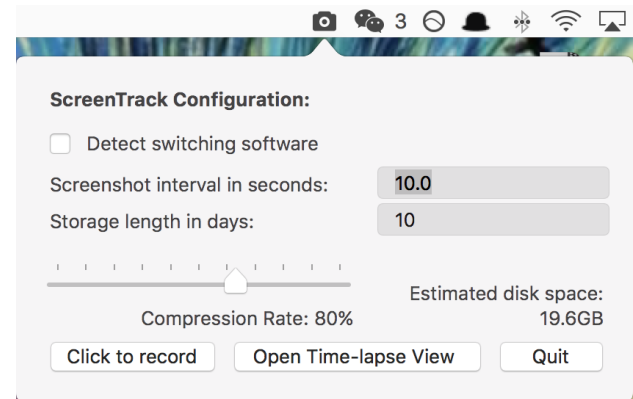 3
ScreenTrack Configuration:
Detect switching software
Screenshot interval in seconds: 10.0
Storage length in days: 10
Estimated disk space:
Compression Rate: 80% 19.6GB
Click to record Open Time-lapse View Quit